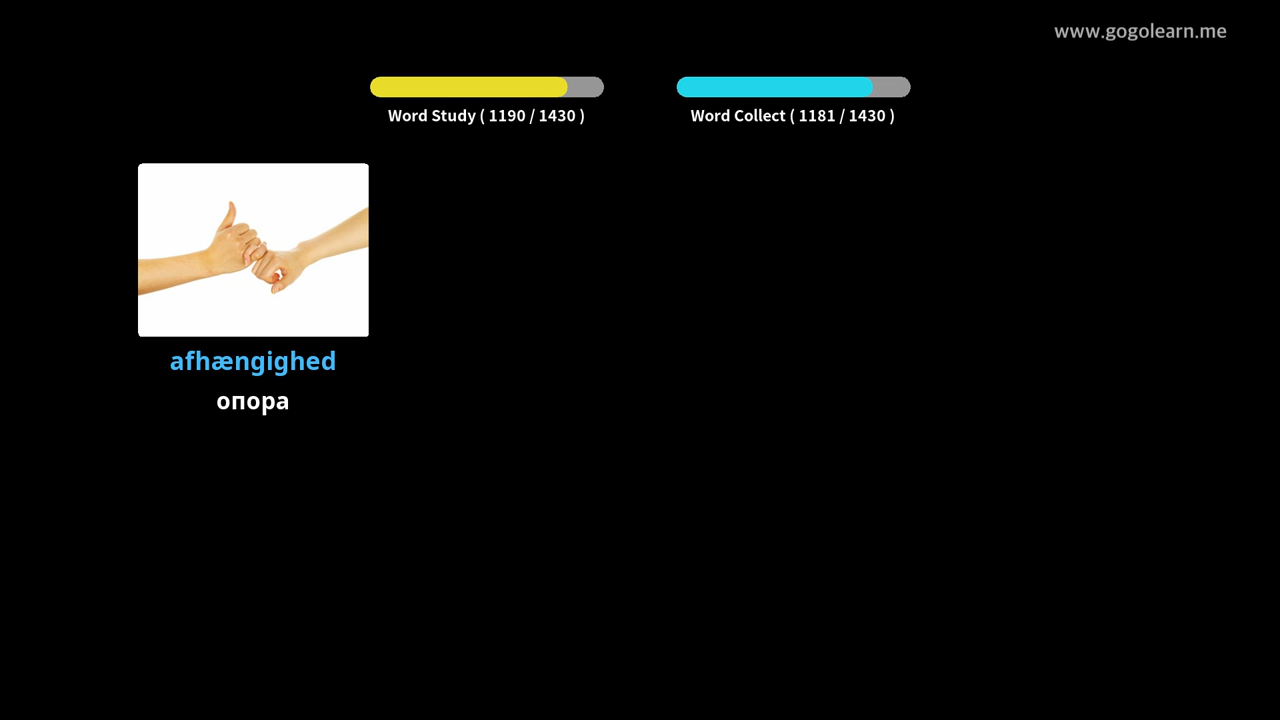 www.gogolearn.me
Word Study ( 1190 / 1430 )
Word Collect ( 1181 / 1430 )
afhængighed
опора